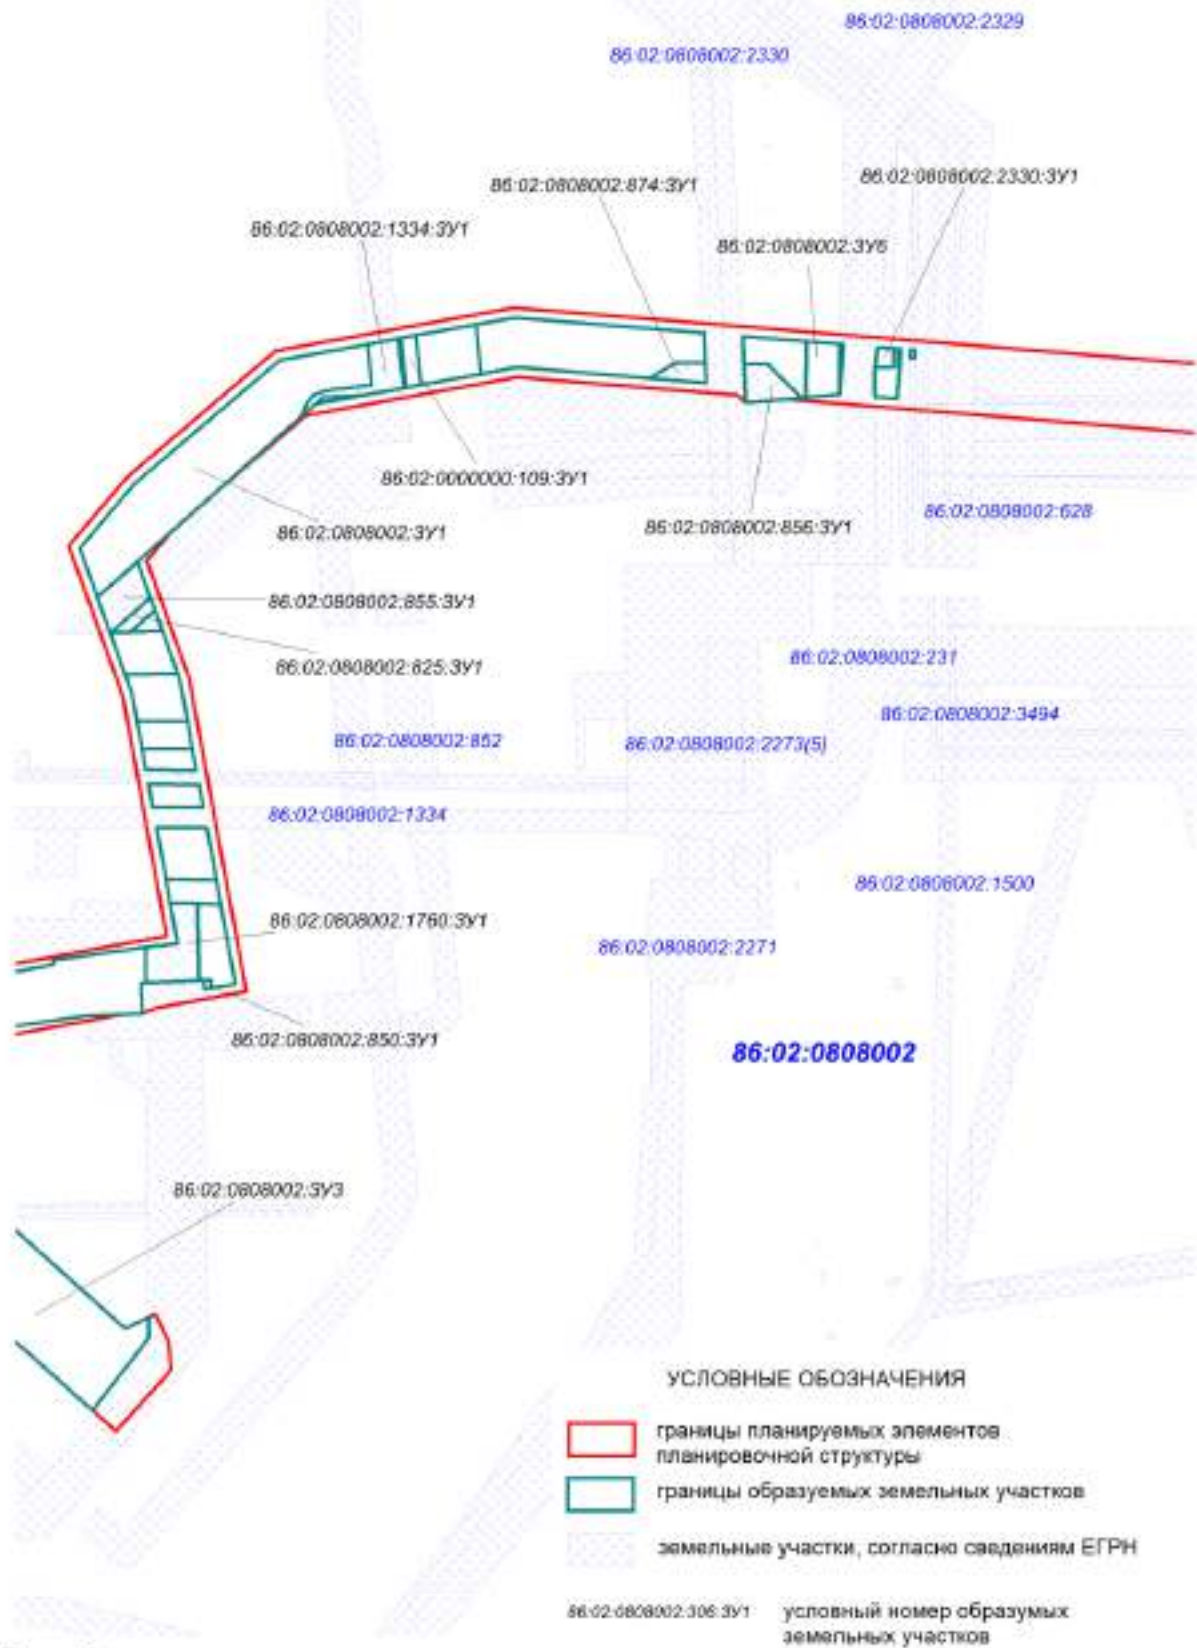 86:02:0808002:2329
86:02:0808002:2330
86:02:0808002:874:ЗУ1
86:02:0808002:2330:ЗУ1
86:02:0808002:1334:ЗУ1
86:02:0808002:ЗУ6
86:02:0000000:109:ЗУ1
86:02:0808002:628
86:02:0808002:856:ЗУ1
86:02:0808002:ЗУ1
86:02:0808002:855:ЗУ1
86:02:0808002:825:ЗУ1
86:02:0808002:231
86:02:0808002:3494
86:02:0808002:852
86:02:0808002:2273(5)
86:02:0808002:1334
86:02:0808002:1500
86:02:0808002:1760:ЗУ1
86:02:0808002:2271
86:02:0808002:850:ЗУ1
86:02:0808002
86:02:0808002:ЗУ3
УСЛОВНЫЕ ОБОЗНАЧЕНИЯ
границы планируемых элементов
планировочной структуры
границы образуемых земельных участков
земельные участки, согласно сведениям ЕГРН
86:02:0808002:306:ЗУ1 условный номер образумых
земельных участков